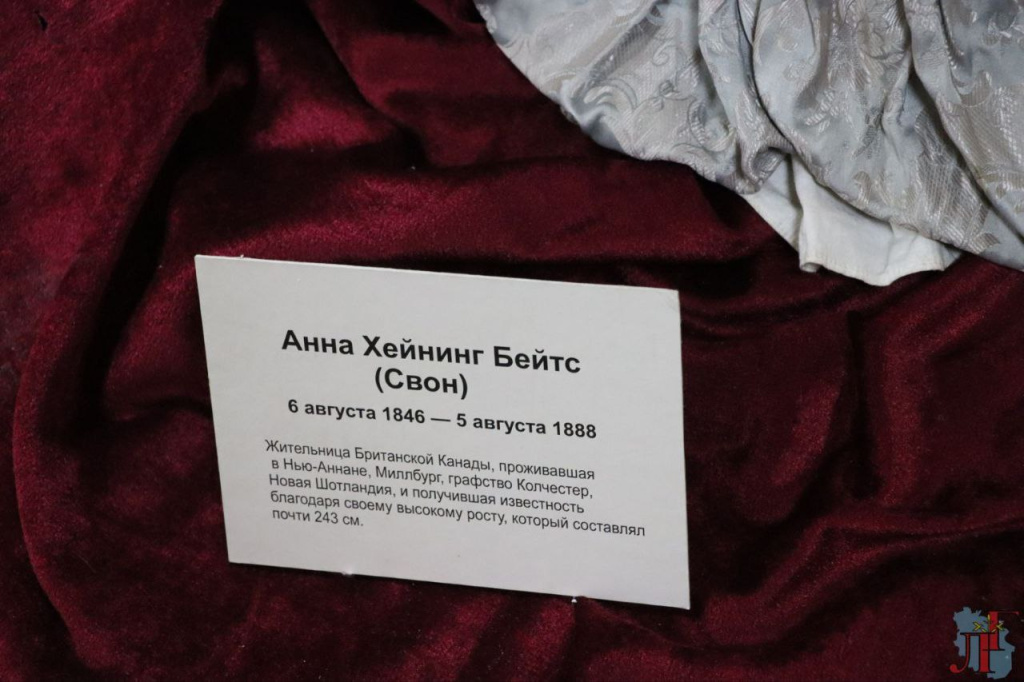 Анна Хейнинг Бейтс
(Свон)
6 августа 1846 — 5 августа 1888
Жительница Британской Канады, проживавшая
в Нью-Аннане, Миллбург, графство Колчестер,
Новая Шотландия, и получившая известность
благодаря своему высокому росту, который составлял
почти 243 см.
ЛГ